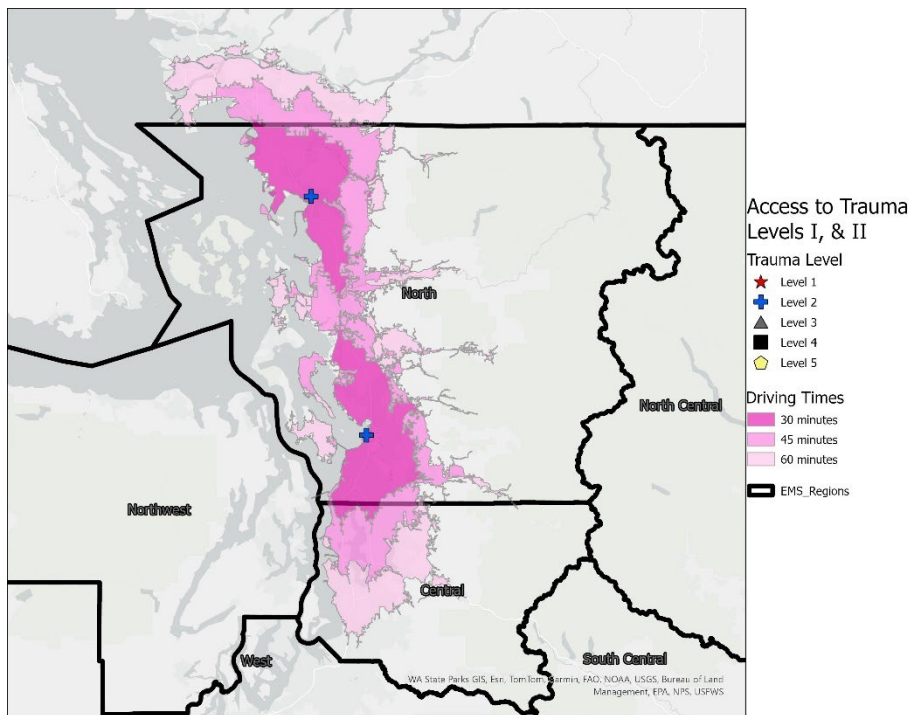 North
North Central
Northwest
Central
West
South Central
WA State Parks GIS, Esri, TomTom, Garmin, FAO, NOAA, USGS, Bureau of Land
Management, EPA, NPS, USFWS
Access to Trauma
Levels I, & II
Trauma Level
Level 1
Level 2
Level 3
Level 4
Level 5
Driving Times
30 minutes
45 minutes
60 minutes
EMS_Regions